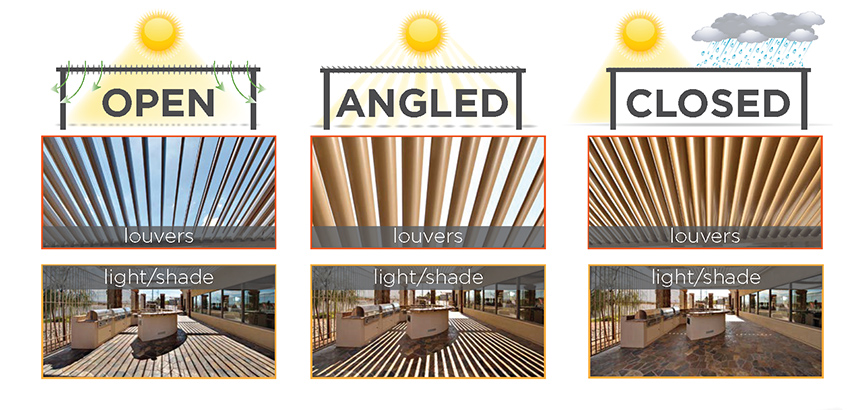 OPEN
ANGLED
CLOSED
louvers
louvers
louvers
light/shade
light/shade
light/shade